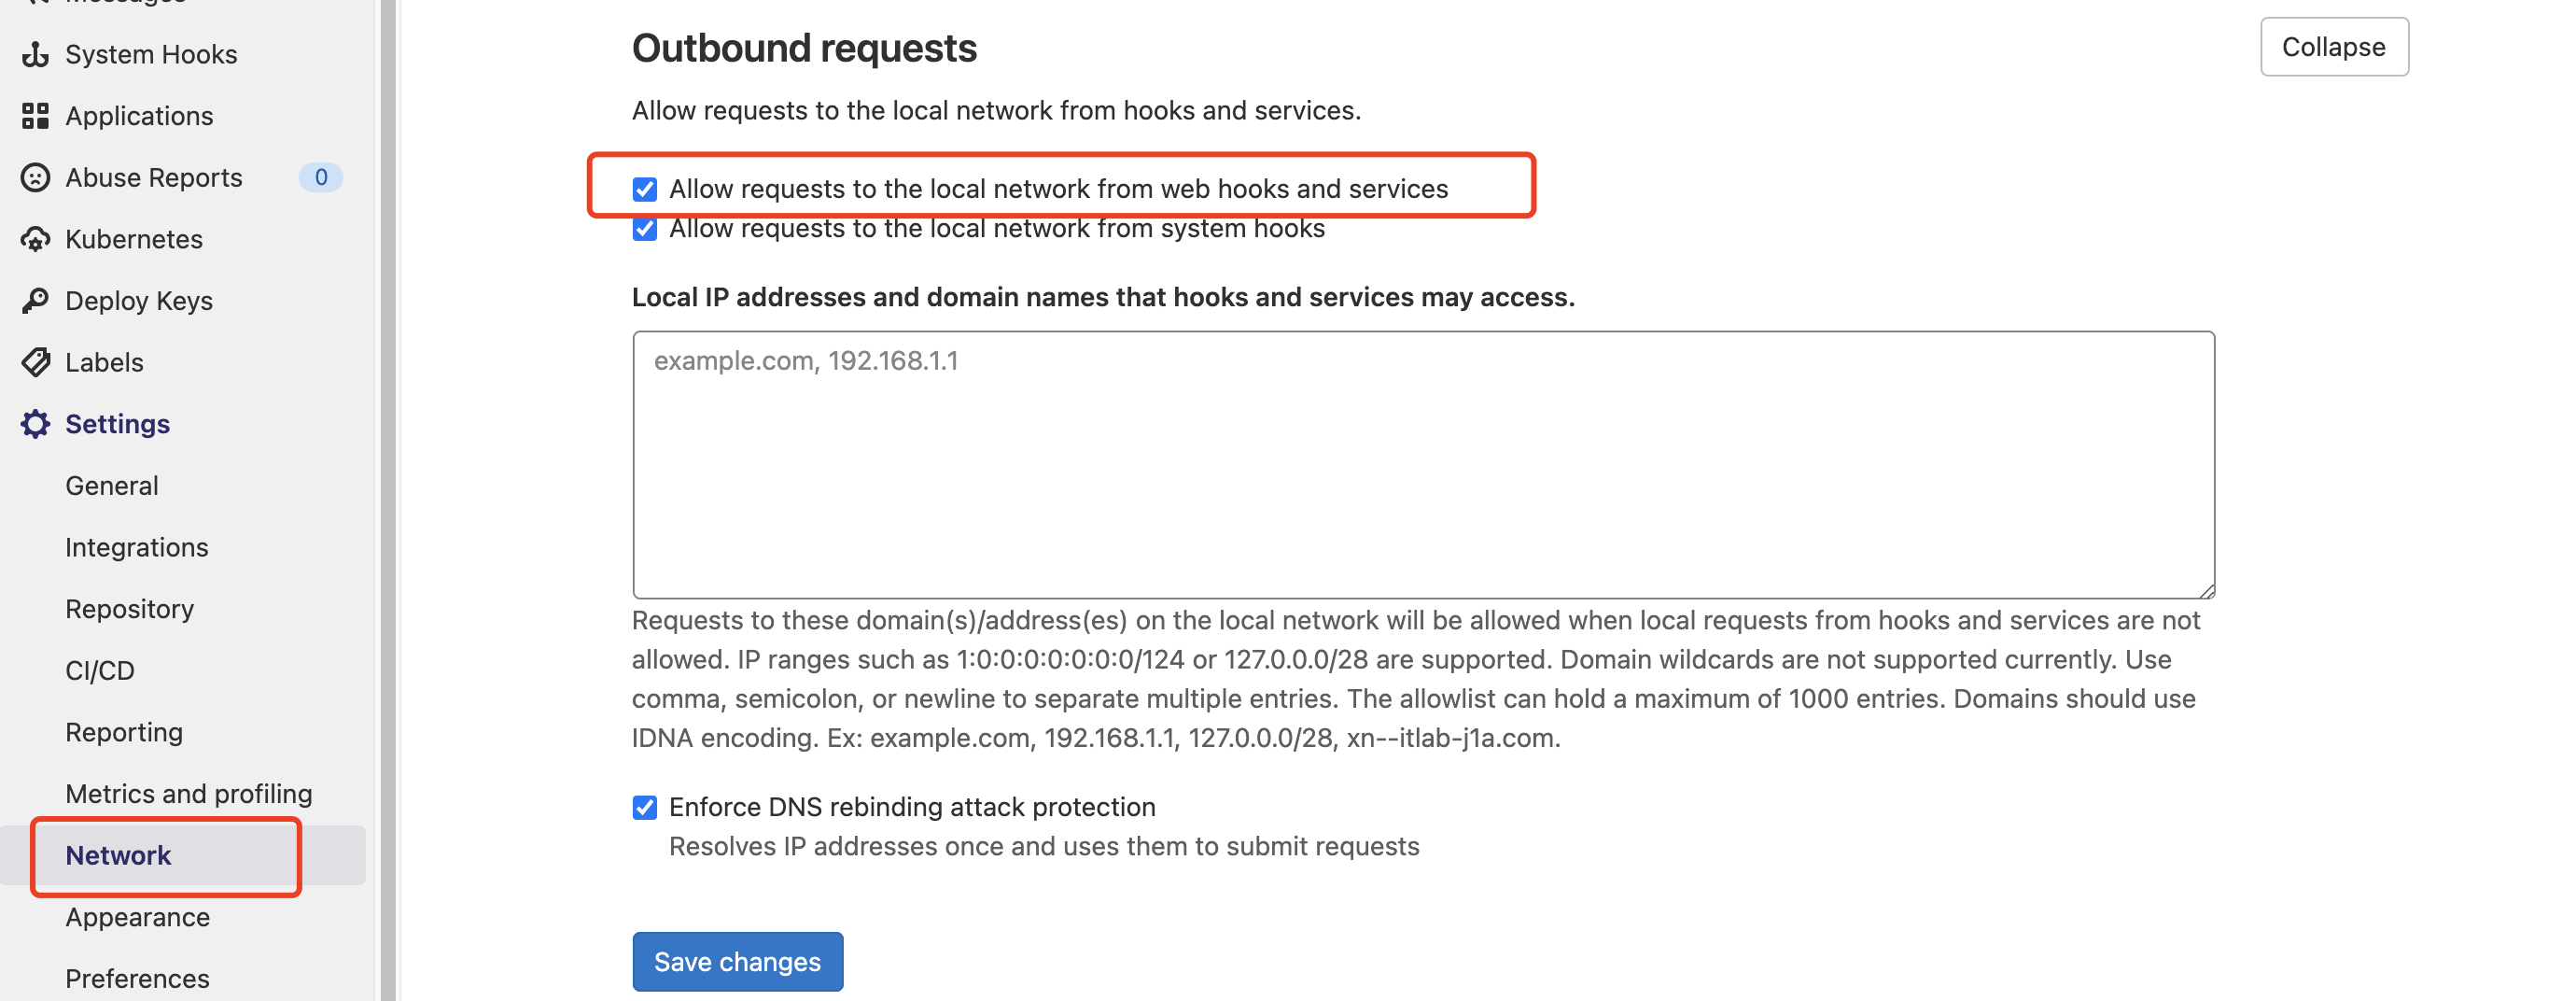 Messages
System Hooks
Applications
Abuse Reports 0
Kubernetes
Deploy Keys
Labels
Settings
General
Integrations
Repository
CI/CD
Reporting
Metrics and profiling
Network
Appearance
Preferences
Outbound requests
Collapse
Allow requests to the local network from hooks and services.
Allow requests to the local network from web hooks and services
Allow requests to the local network from system hooks
Local IP addresses and domain names that hooks and services may access.
example.com, 192.168.1.1
Requests to these domain(s)/address(es) on the local network will be allowed when local requests from hooks and services are not
allowed. IP ranges such as 1:0:0:0:0:0:0:0/124 or 127.0.0.0/28 are supported. Domain wildcards are not supported currently. Use
comma, semicolon, or newline to separate multiple entries. The allowlist can hold a maximum of 1000 entries. Domains should use
IDNA encoding. Ex: example.com, 192.168.1.1, 127.0.0.0/28, xn--itlab-j1a.com.
Enforce DNS rebinding attack protection
Resolves IP addresses once and uses them to submit requests
Save changes